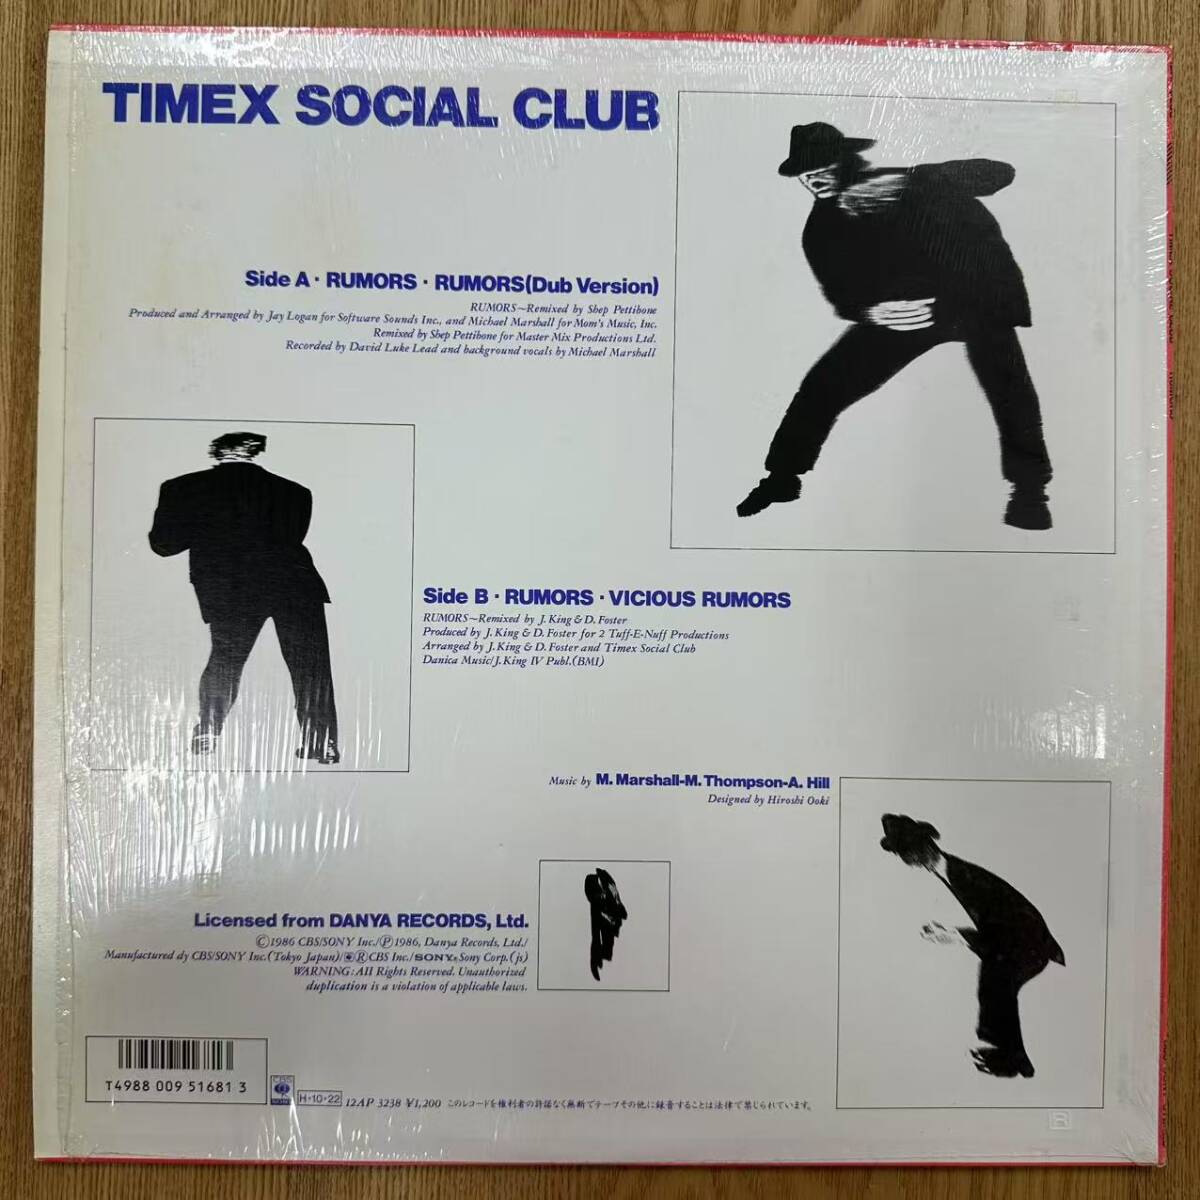 TIMEX SOCIAL CLUB
Side A · RUMORS · RUMORS(Dub Version)
RUMORS~Remixed by Shep Pettibone
Produced and Arranged by Jay Logan for Software Sounds Inc., and Michael Marshall for Mom's Music, Inc.
Remixed by Shep Pettibone for Master Mix Productions Ltd.
Recorded by David Luke Lead and background vocals by Michael Marshall
Side B · RUMORS · VICIOUS RUMORS
RUMORS~Remixed by J. King & D. Foster
Produced by J. King & D. Foster for 2 Tuff-E-Nuff Productions
Arranged by J. King & D. Foster and Timex Social Club
Danica Music/J. King IV Publ.(BMI)
Music by M. Marshall-M. Thompson-A. Hill
Designed by Hiroshi Ooki
Licensed from DANYA RECORDS, Ltd.
Ⓒ1986 CBS/SONY Inc./Ⓟ1986, Danya Records, Ltd./
Manufactured dy CBS/SONY Inc.(Tokyo Japan)/ⓇCBS Inc./SONY®Sony Corp.(js)
WARNING: All Rights Reserved. Unauthorized
duplication is a violation of applicable laws.
T4988 009 51681 3
CBS
H·10·22
12AP 3238 ¥1,200 このレコードを権利者の許諾なく無断でテープその他に録音することは法律で禁じられています。
R